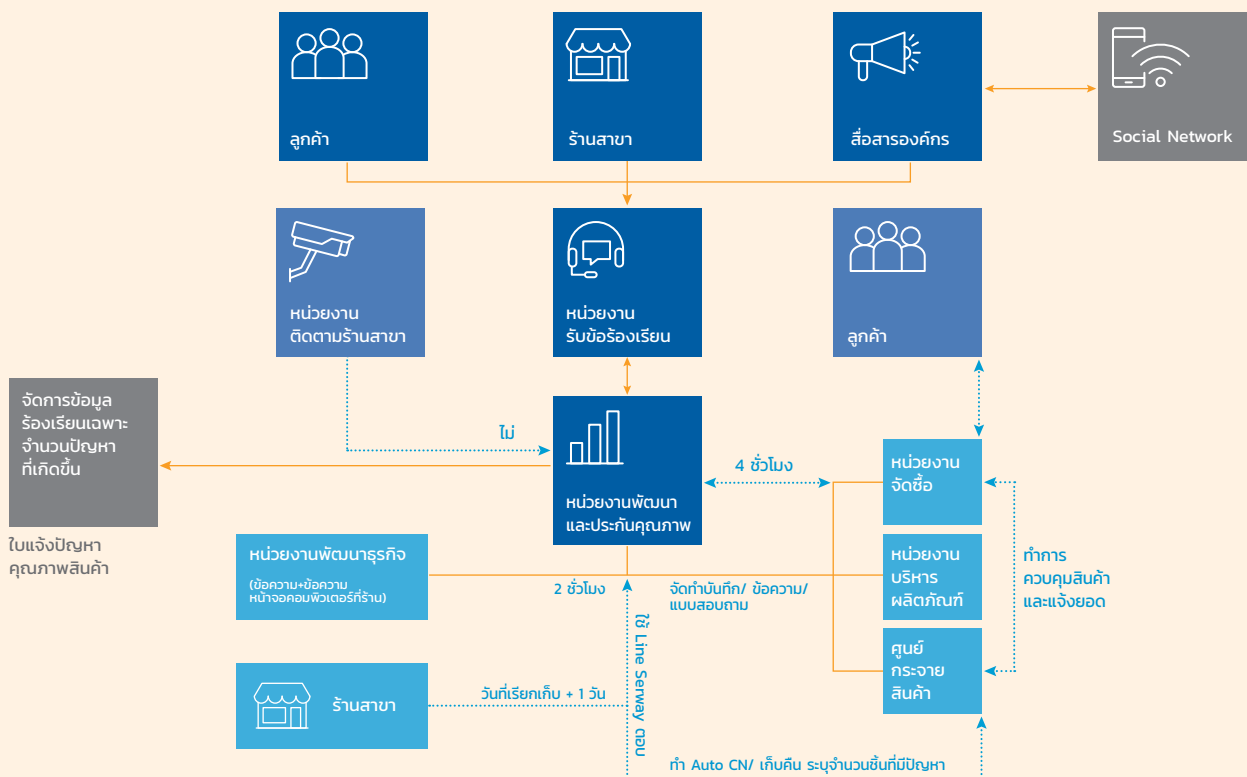 ลูกค้า
ร้านสาขา
สื่อสารองค์กร
Social Network
หน่วยงาน
ติดตามร้านสาขา
หน่วยงาน
รับข้อร้องเรียน
ลูกค้า
จัดการข้อมูล
ร้องเรียนเฉพาะ
จำนวนปัญหา
ที่เกิดขึ้น
ใบแจ้งปัญหา
คุณภาพสินค้า
ไม่
หน่วยงานพัฒนา
และประกันคุณภาพ
4 ชั่วโมง
หน่วยงาน
จัดซื้อ
หน่วยงานพัฒนาธุรกิจ
(ข้อความ+ข้อความ
หน้าจอคอมพิวเตอร์ที่ร้าน)
2 ชั่วโมง
จัดทำบันทึก/ ข้อความ/
แบบสอบถาม
หน่วยงาน
บริหาร
ผลิตภัณฑ์
ทำการ
ควบคุมสินค้า
และแจ้งยอด
ศูนย์
กระจาย
สินค้า
ร้านสาขา
วันที่เรียกเก็บ + 1 วัน
ใช้ Line Serway ตอบ
ทำ Auto CN/ เก็บคืน ระบุจำนวนชิ้นที่มีปัญหา